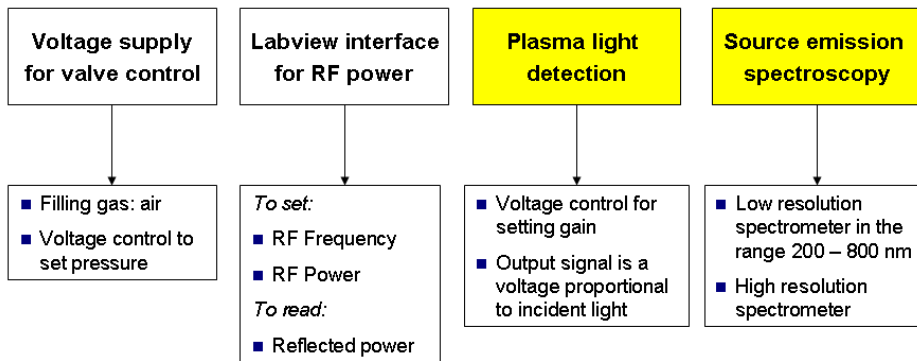 Voltage supply
for valve control
Labview interface
for RF power
Plasma light
detection
Source emission
spectroscopy
Filling gas: air
Voltage control to
set pressure
To set:
RF Frequency
RF Power
To read:
Reflected power
Voltage control for
setting gain
Output signal is a
voltage proportional
to incident light
Low resolution
spectrometer in the
range 200 – 800 nm
High resolution
spectrometer